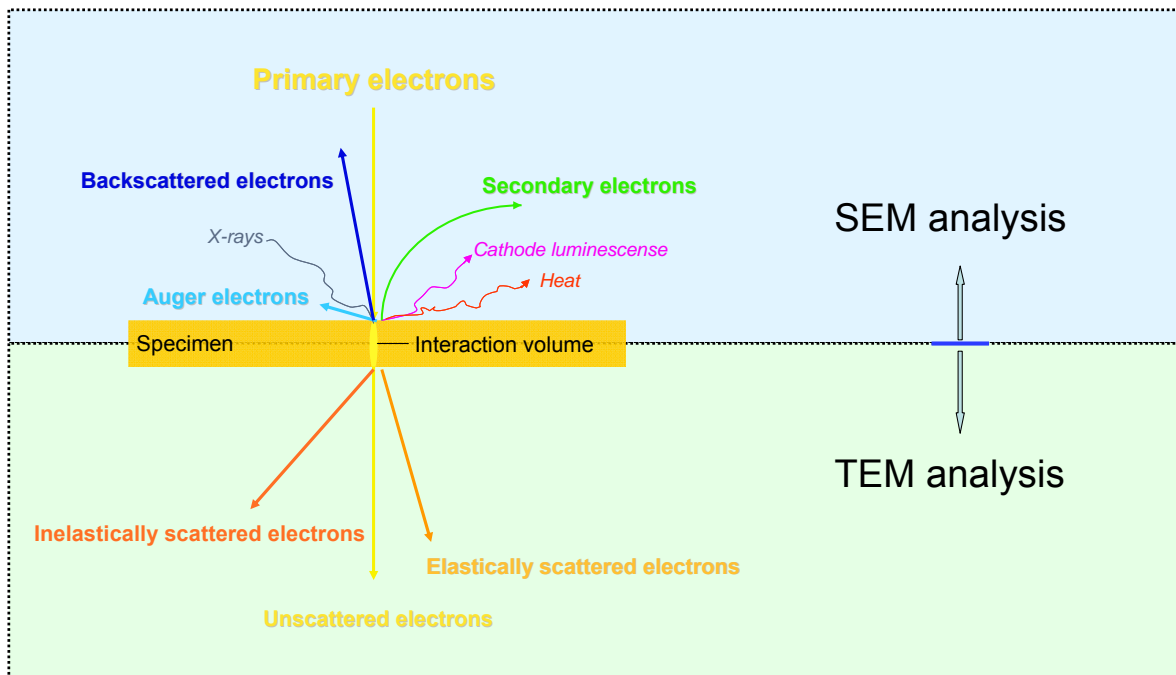 Primary electrons
Backscattered electrons
Secondary electrons
SEM analysis
X-rays
Cathode luminescense
Heat
Auger electrons
Specimen
Interaction volume
TEM analysis
Inelastically scattered electrons
Elastically scattered electrons
Unscattered electrons